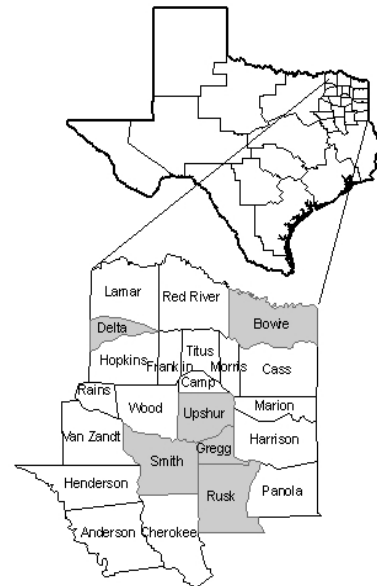 Lamar
Red River
Delta
Bowie
Hopkins
Franklin
Titus
Morris
Cass
Camp
Rains
Wood
Upshur
Marion
Van Zandt
Gregg
Harrison
Smith
Henderson
Rusk
Panola
Anderson
Cherokee